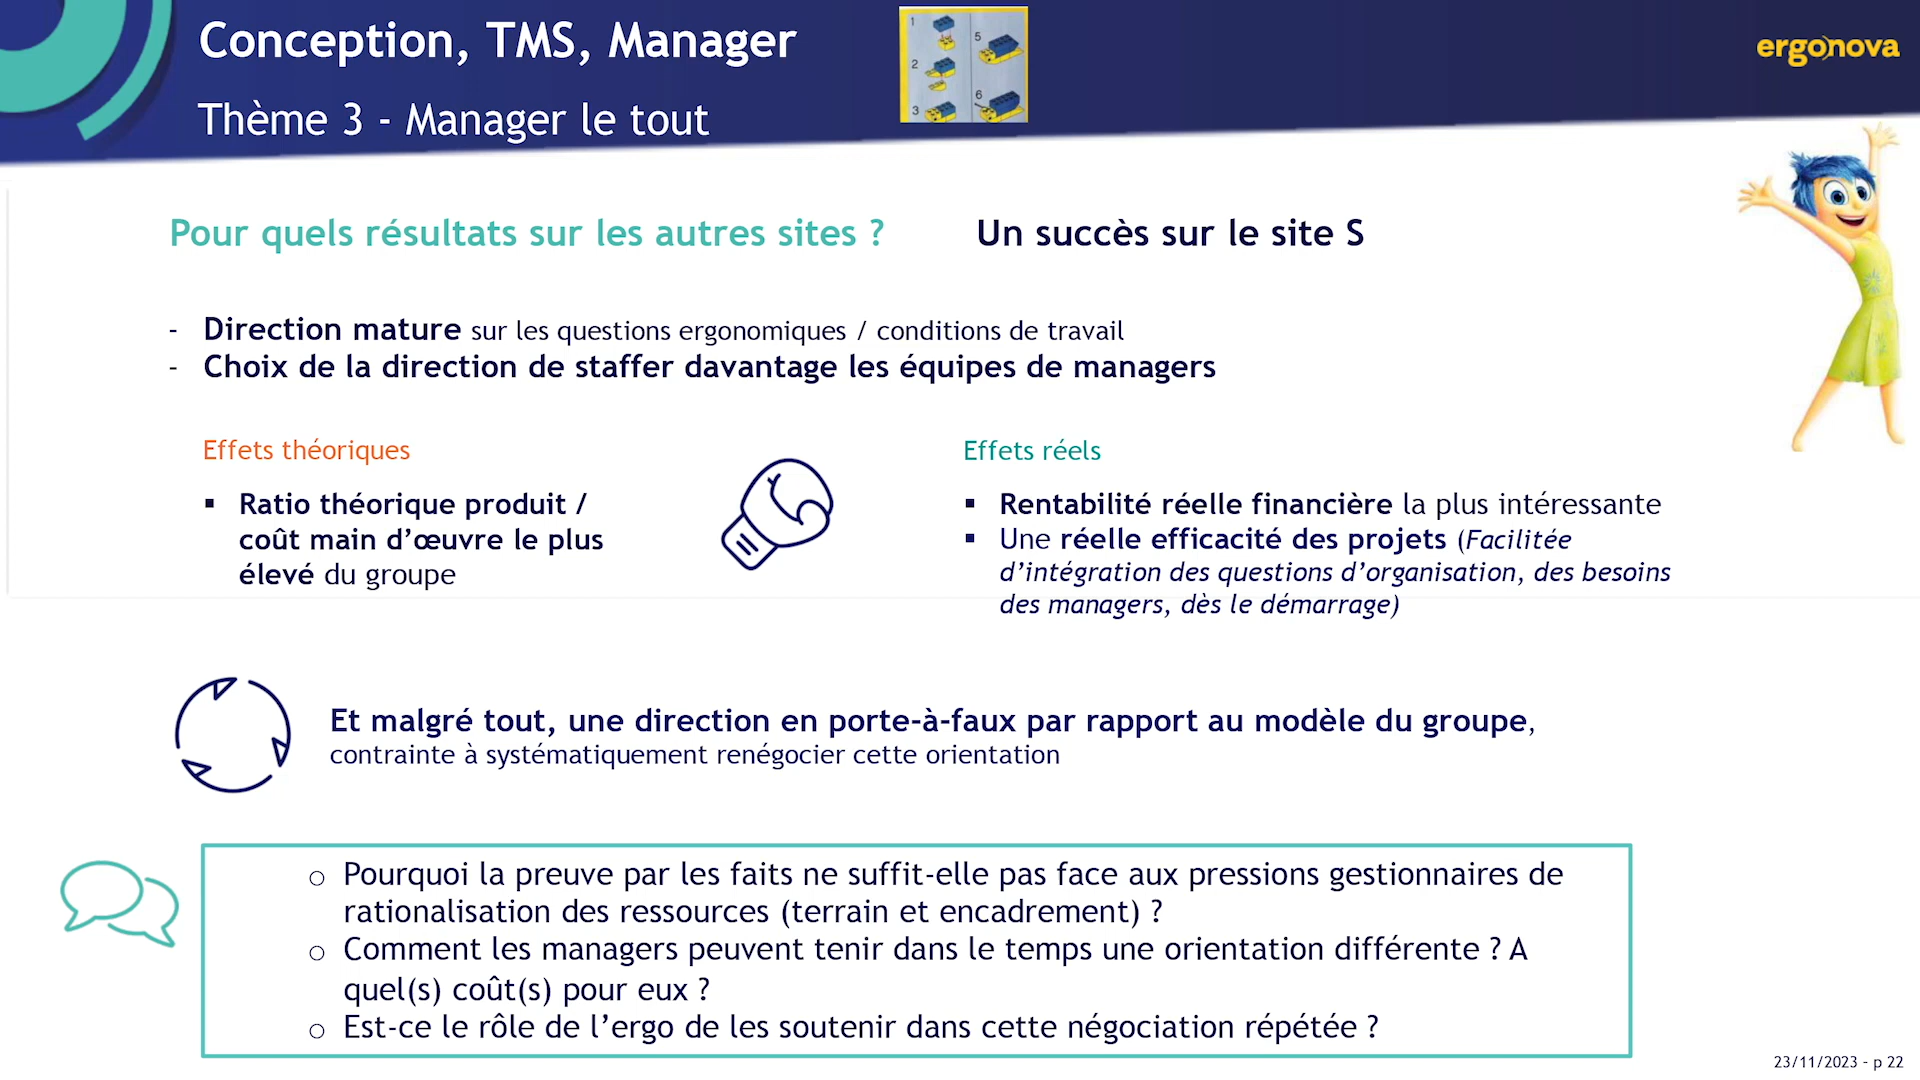 Conception, TMS, Manager
Thème 3 - Manager le tout
1
2
3
5
6
ergonova
Pour quels résultats sur les autres sites ?
Un succès sur le site S
- Direction mature sur les questions ergonomiques / conditions de travail
- Choix de la direction de staffer davantage les équipes de managers
Effets théoriques
▪ Ratio théorique produit /
coût main d’œuvre le plus
élevé du groupe
Effets réels
▪ Rentabilité réelle financière la plus intéressante
▪ Une réelle efficacité des projets (Facilitée
d’intégration des questions d’organisation, des besoins
des managers, dès le démarrage)
Et malgré tout, une direction en porte-à-faux par rapport au modèle du groupe,
contrainte à systématiquement renégocier cette orientation
o Pourquoi la preuve par les faits ne suffit-elle pas face aux pressions gestionnaires de
rationalisation des ressources (terrain et encadrement) ?
o Comment les managers peuvent tenir dans le temps une orientation différente ? A
quel(s) coût(s) pour eux ?
o Est-ce le rôle de l’ergo de les soutenir dans cette négociation répétée ?
23/11/2023 - p 22